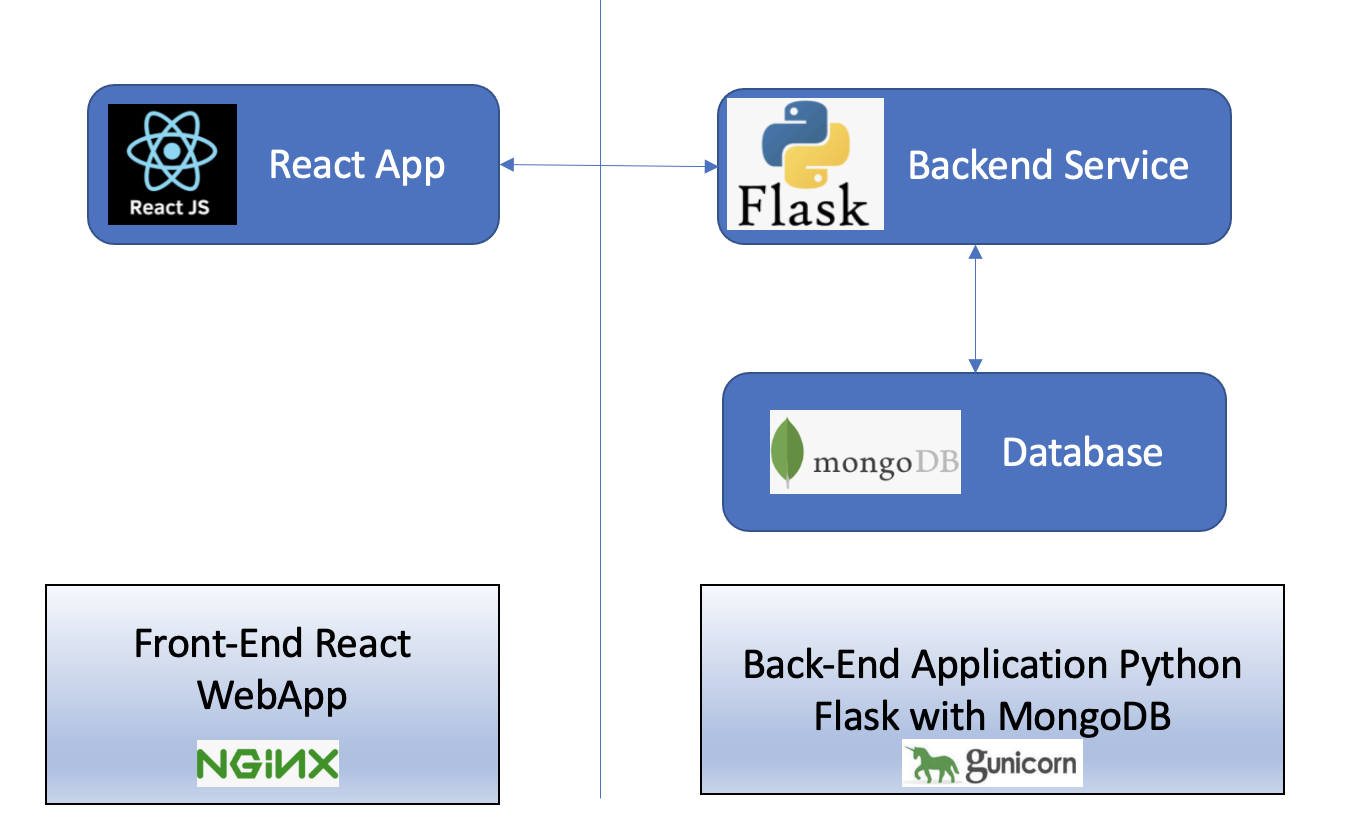 React JS
React App
Flask
Backend Service
mongoDB
Database
Front-End React
WebApp
NGINX
Back-End Application Python
Flask with MongoDB
gunicorn